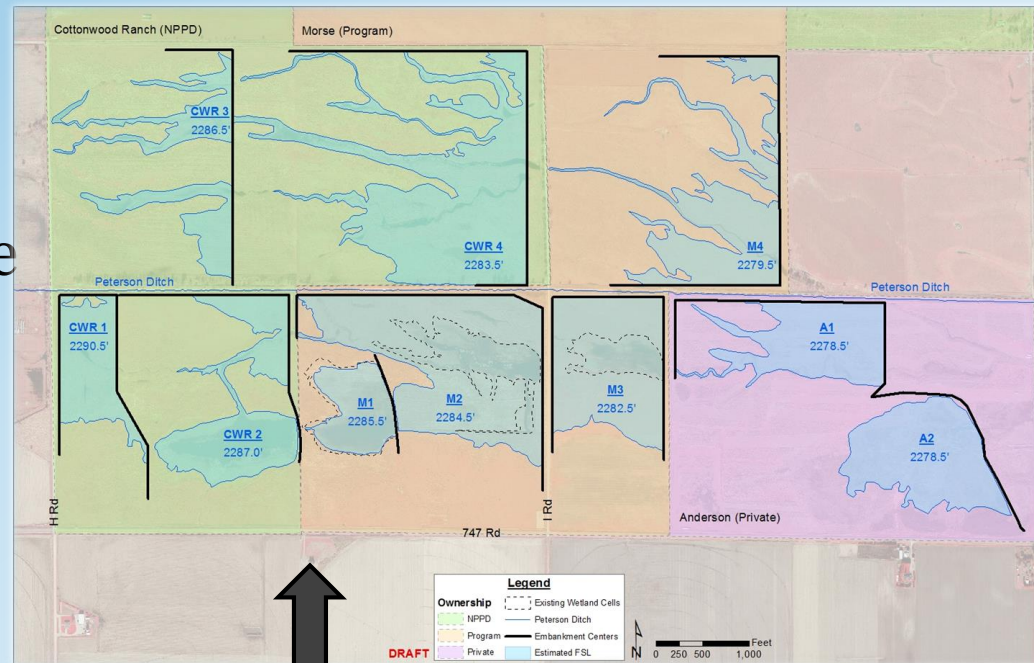 Cottonwood Ranch (NPPD)
Morse (Program)
CWR 3
2286.5'
e
CWR 4
2283.5'
M4
2279.5'
Peterson Ditch
Peterson Ditch
CWR 1
2290.5'
A1
2278.5'
M1
2285.5'
M2
2284.5'
M3
2282.5'
CWR 2
2287.0'
A2
2278.5'
H Rd
I Rd
Anderson (Private)
747 Rd
Legend
Ownership
NPPD
Program
Private
Existing Wetland Cells
Peterson Ditch
Embankment Centers
Estimated FSL
DRAFT
N
Feet
0 250 500 1,000